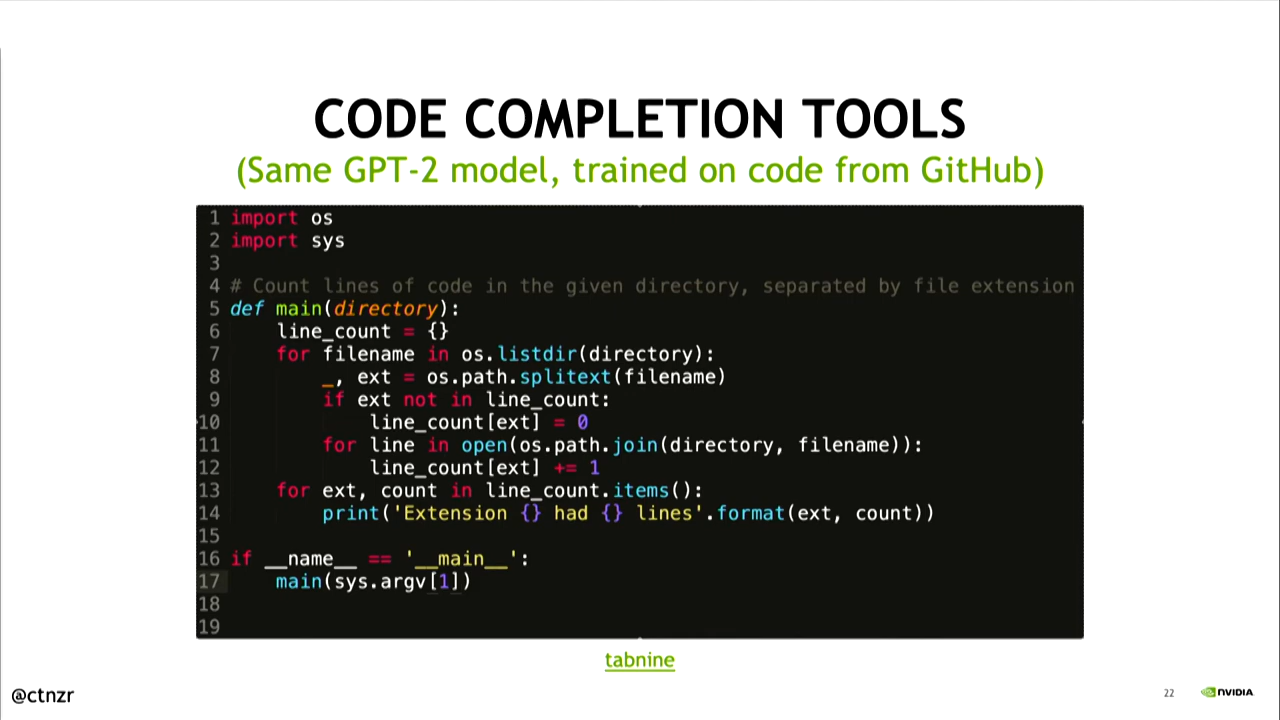 CODE COMPLETION TOOLS
(Same GPT-2 model, trained on code from GitHub)
1 import os
2 import sys
3
4 # Count lines of code in the given directory, separated by file extension
5 def main(directory):
6     line_count = {}
7     for filename in os.listdir(directory):
8         _, ext = os.path.splitext(filename)
9         if ext not in line_count:
10             line_count[ext] = 0
11         for line in open(os.path.join(directory, filename)):
12             line_count[ext] += 1
13     for ext, count in line_count.items():
14         print('Extension {} had {} lines'.format(ext, count))
15
16 if __name__ == '__main__':
17     main(sys.argv[1])
18
19
tabnine
@ctnzr
22
NVIDIA